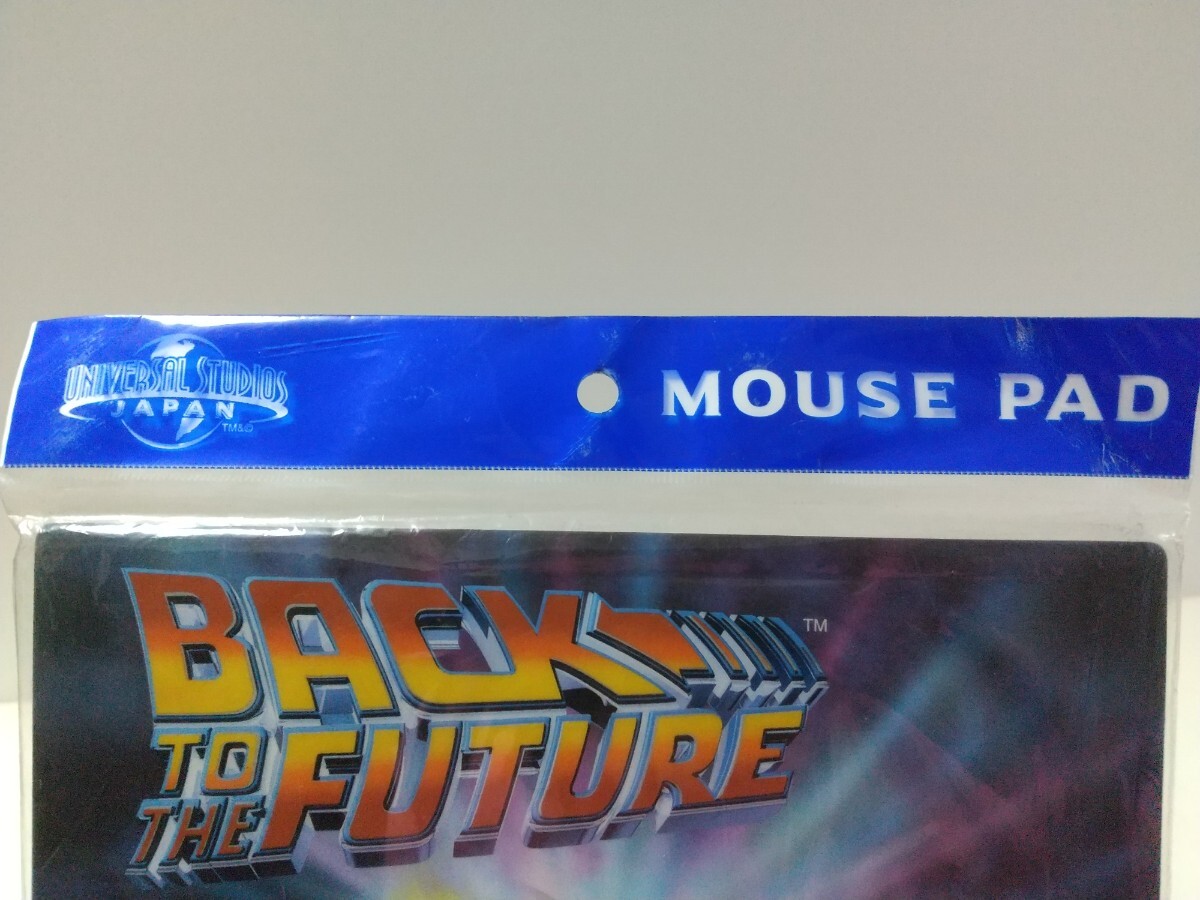 UNIVERSAL STUDIOS
JAPAN
TM&©
MOUSE PAD
BACK
TM
TO THE FUTURE